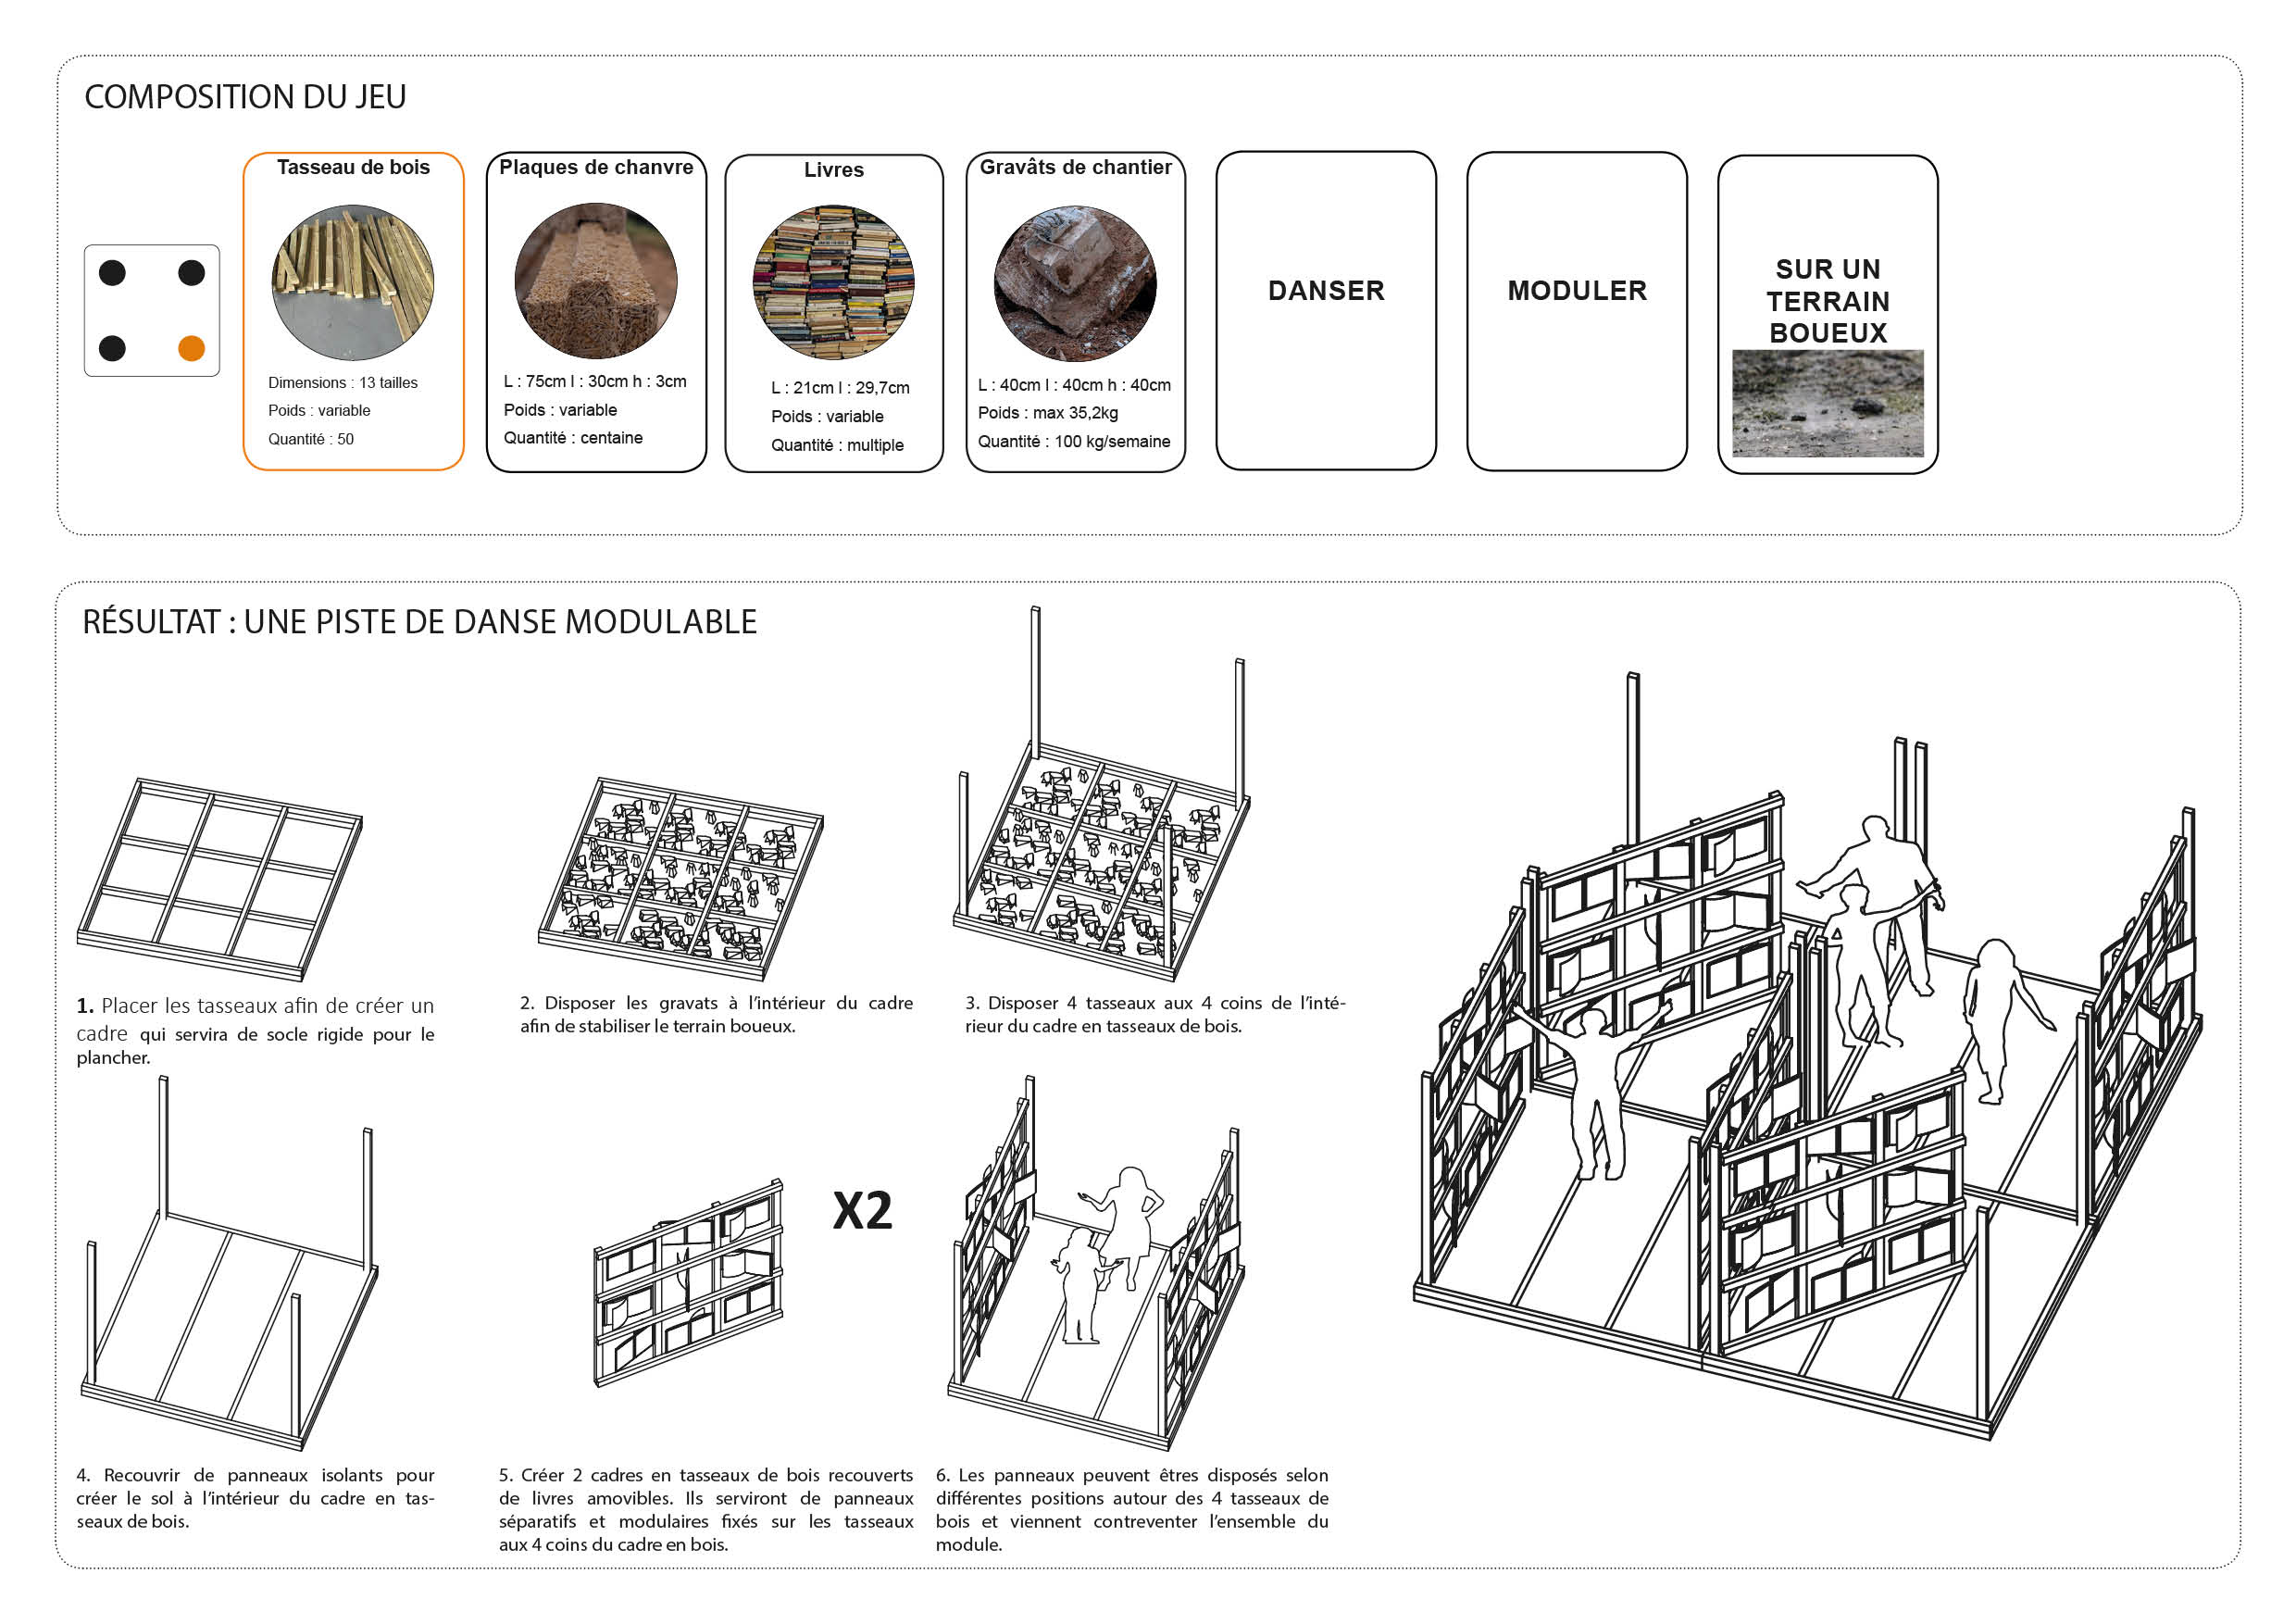 COMPOSITION DU JEU
Tasseau de bois
Dimensions : 13 tailles
Poids : variable
Quantité : 50
Plaques de chanvre
L : 75cm l : 30cm h : 3cm
Poids : variable
Quantité : centaine
Livres
L : 21cm l : 29,7cm
Poids : variable
Quantité : multiple
Gravâts de chantier
L : 40cm l : 40cm h : 40cm
Poids : max 35,2kg
Quantité : 100 kg/semaine
DANSER
MODULER
SUR UN
TERRAIN
BOUEUX
RÉSULTAT : UNE PISTE DE DANSE MODULABLE
1. Placer les tasseaux afin de créer un
cadre qui servira de socle rigide pour le
plancher.
2. Disposer les gravats à l'intérieur du cadre
afin de stabiliser le terrain boueux.
3. Disposer 4 tasseaux aux 4 coins de l'inté-
rieur du cadre en tasseaux de bois.
4. Recouvrir de panneaux isolants pour
créer le sol à l'intérieur du cadre en tas-
seaux de bois.
X2
5. Créer 2 cadres en tasseaux de bois recouverts
de livres amovibles. Ils serviront de panneaux
séparatifs et modulaires fixés sur les tasseaux
aux 4 coins du cadre en bois.
6. Les panneaux peuvent êtres disposés selon
différentes positions autour des 4 tasseaux de
bois et viennent contreventer l'ensemble du
module.